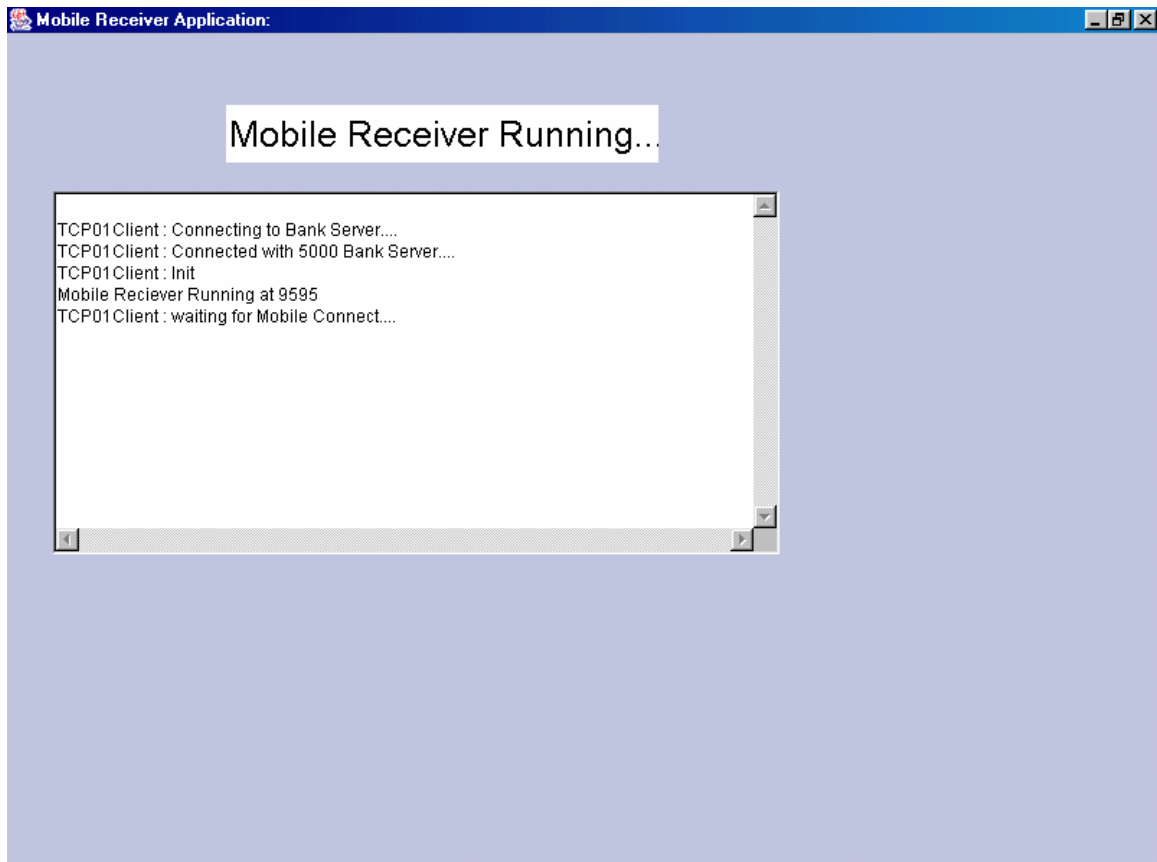 Mobile Receiver Application:
Mobile Receiver Running...
TCP01Client : Connecting to Bank Server....
TCP01Client : Connected with 5000 Bank Server....
TCP01Client : Init
Mobile Reciever Running at 9595
TCP01Client : waiting for Mobile Connect....